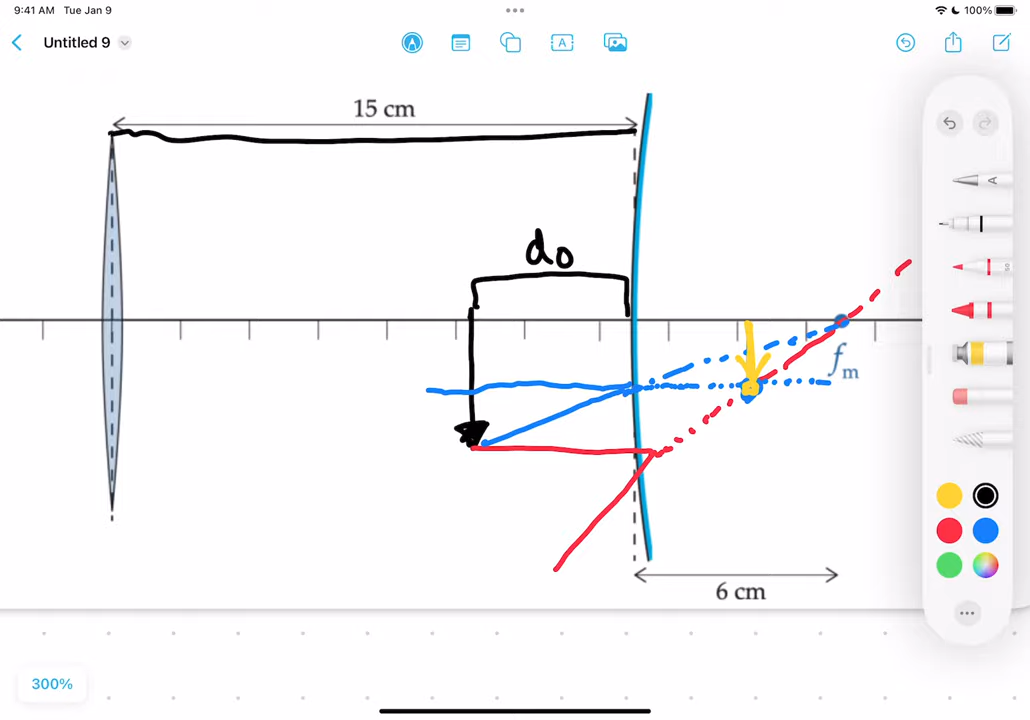 9:41 AM Tue Jan 9
100%
Untitled 9
A
15 cm
do
fm
6 cm
A
300%